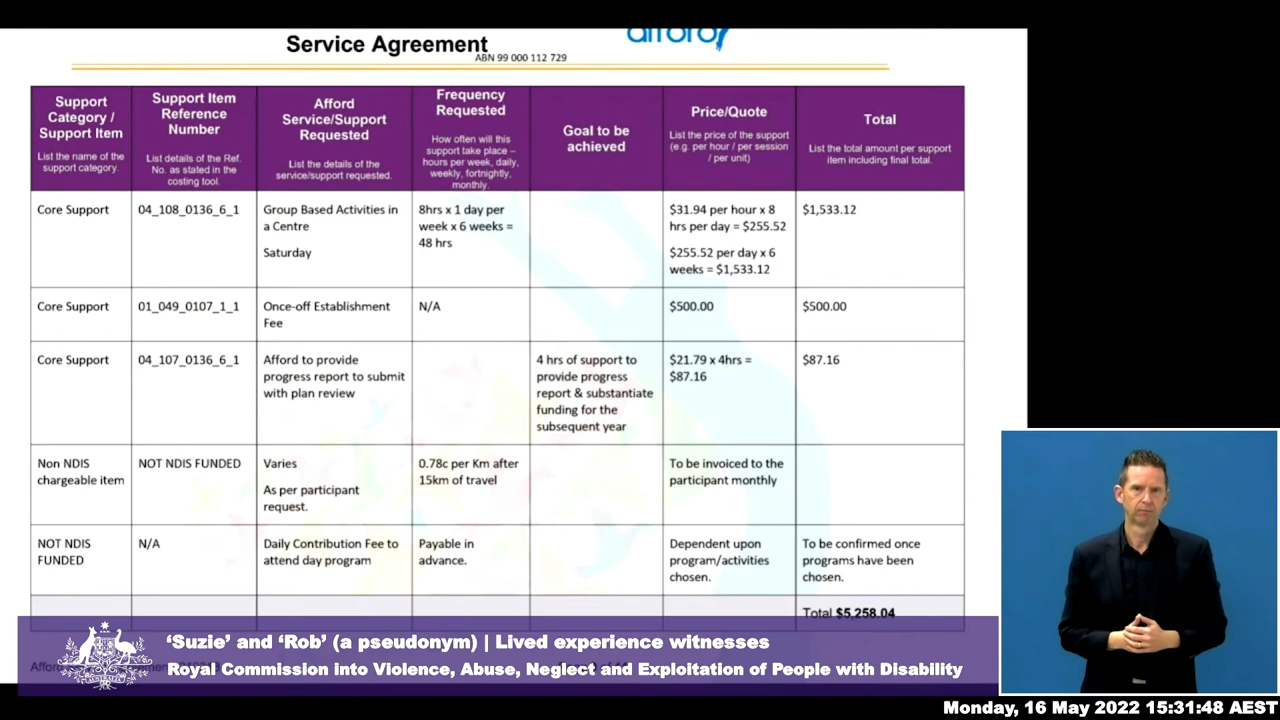 Service Agreement
afford
ABN 99 000 112 729
Support
Category /
Support Item
List the name of the
support category.
Support Item
Reference
Number
List details of the Ref.
No. as stated in the
costing tool.
Afford
Service/Support
Requested
List the details of the
service/support requested.
Frequency
Requested
How often will this
support take place –
hours per week, daily,
weekly, fortnightly,
monthly.
Goal to be
achieved
Price/Quote
List the price of the support
(e.g. per hour / per session
/ per unit)
Total
List the total amount per support
item including final total.
Core Support
04_108_0136_6_1
Group Based Activities in
a Centre
Saturday
8hrs x 1 day per
week x 6 weeks =
48 hrs
$31.94 per hour x 8
hrs per day = $255.52
$255.52 per day x 6
weeks = $1,533.12
$1,533.12
Core Support
01_049_0107_1_1
Once-off Establishment
Fee
N/A
$500.00
$500.00
Core Support
04_107_0136_6_1
Afford to provide
progress report to submit
with plan review
4 hrs of support to
provide progress
report & substantiate
funding for the
subsequent year
$21.79 x 4hrs =
$87.16
$87.16
Non NDIS
chargeable item
NOT NDIS FUNDED
Varies
As per participant
request.
0.78c per Km after
15km of travel
To be invoiced to the
participant monthly
NOT NDIS
FUNDED
N/A
Daily Contribution Fee to
attend day program
Payable in
advance.
Dependent upon
program/activities
chosen.
To be confirmed once
programs have been
chosen.
Total $5,258.04
‘Suzie’ and ‘Rob’ (a pseudonym) | Lived experience witnesses
Royal Commission into Violence, Abuse, Neglect and Exploitation of People with Disability
Monday, 16 May 2022 15:31:48 AEST